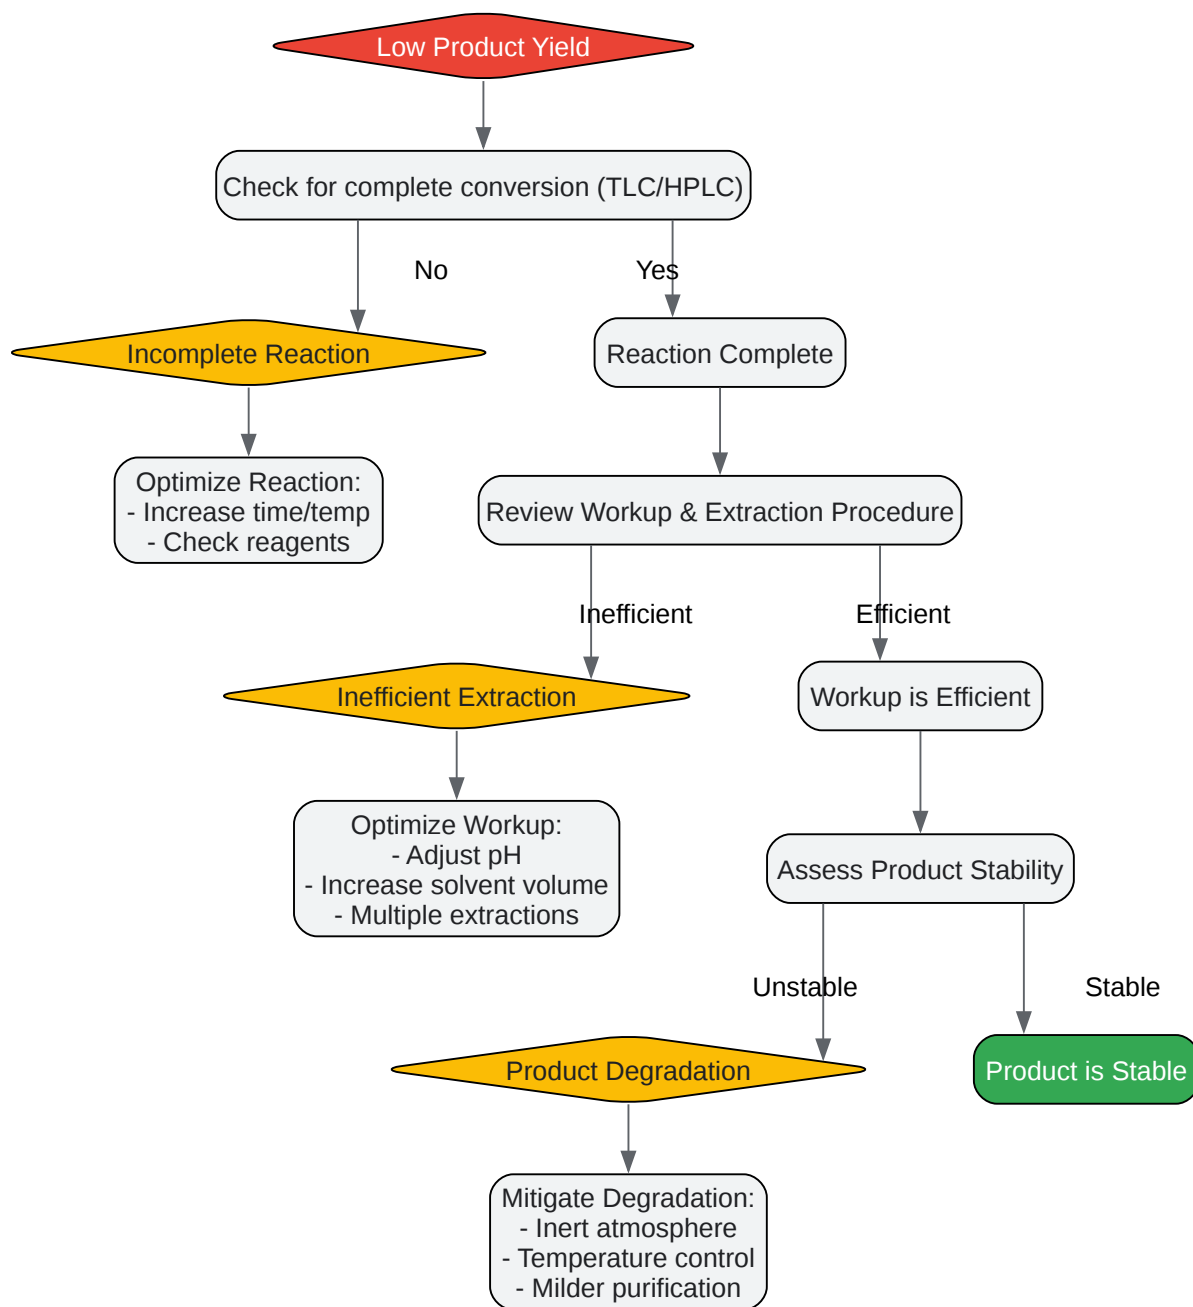 Low Product Yield
Check for complete conversion (TLC/HPLC)
No
Yes
Incomplete Reaction
Reaction Complete
Optimize Reaction:
- Increase time/temp
- Check reagents
Review Workup & Extraction Procedure
Inefficient
Efficient
Inefficient Extraction
Workup is Efficient
Optimize Workup:
- Adjust pH
- Increase solvent volume
- Multiple extractions
Assess Product Stability
Unstable
Stable
Product Degradation
Product is Stable
Mitigate Degradation:
- Inert atmosphere
- Temperature control
- Milder purification